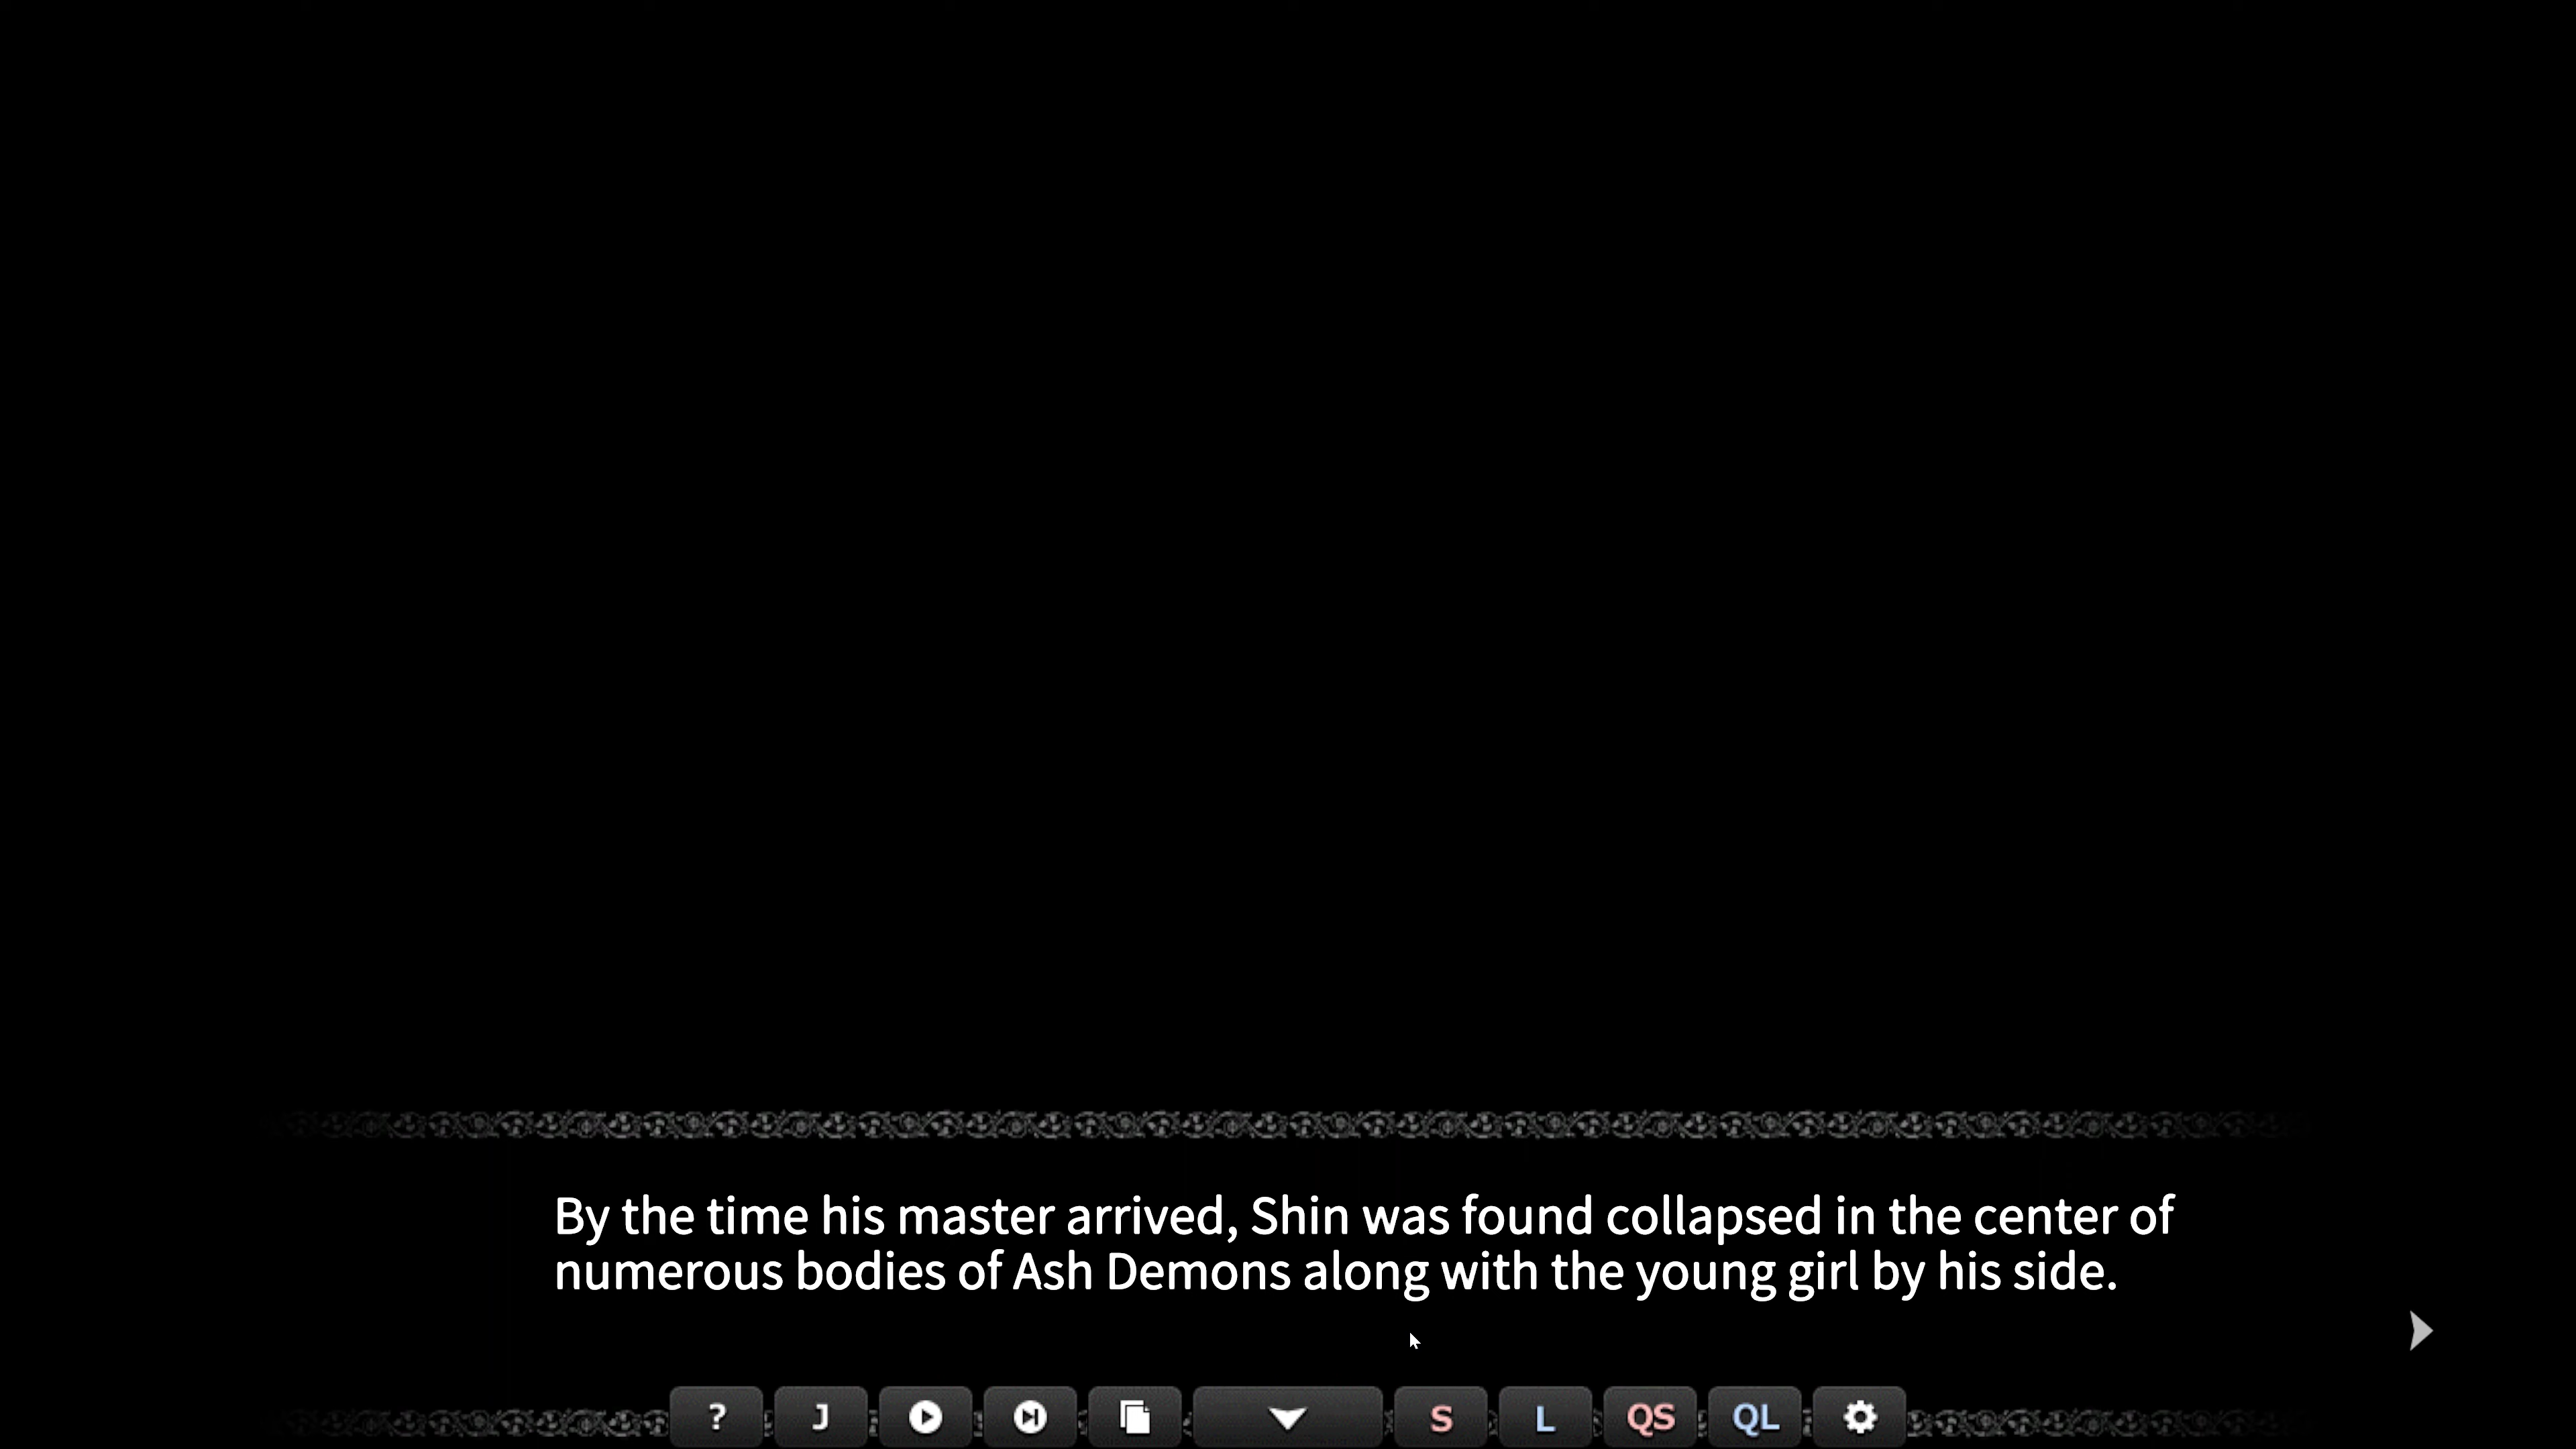 By the time his master arrived, Shin was found collapsed in the center of
numerous bodies of Ash Demons along with the young girl by his side.
? J S L QS QL